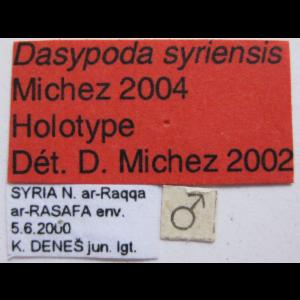 Dasypoda syriensis
Michez 2004
Holotype
Dét. D. Michez 2002
SYRIA N. ar-Raqqa
ar-RASAFA env.
5.6.2000
K. DENEŠ jun. lgt.
♂